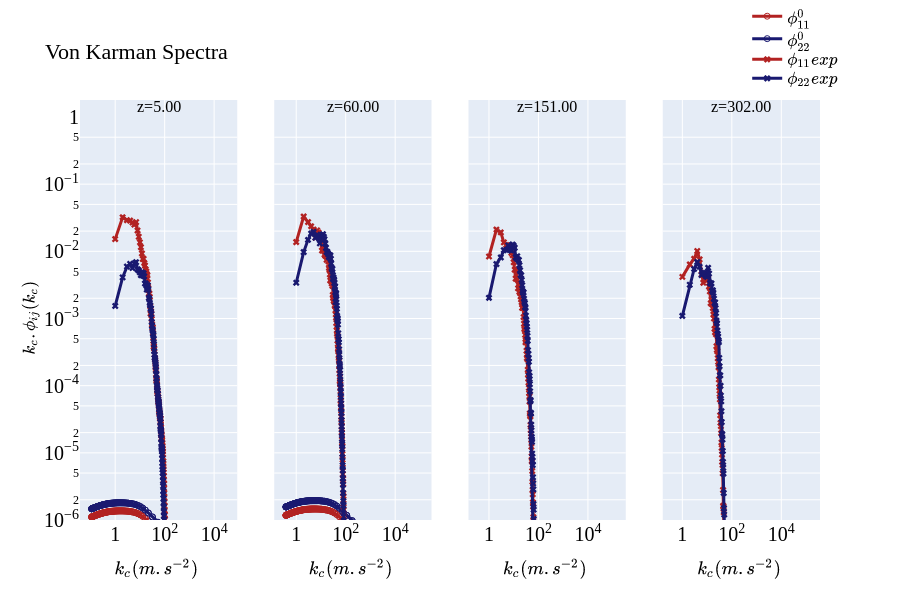 Von Karman Spectra
ϕ⁰₁₁
ϕ⁰₂₂
ϕ₁₁exp
ϕ₂₂exp
z=5.00 z=60.00 z=151.00 z=302.00
1
5
2
10⁻¹
5
2
10⁻²
5
2
10⁻³
5
2
10⁻⁴
5
2
10⁻⁵
5
2
10⁻⁶
k_c.ϕ_ij(k_c)
1 10² 10⁴ 1 10² 10⁴ 1 10² 10⁴ 1 10² 10⁴
k_c(m.s⁻²) k_c(m.s⁻²) k_c(m.s⁻²) k_c(m.s⁻²)